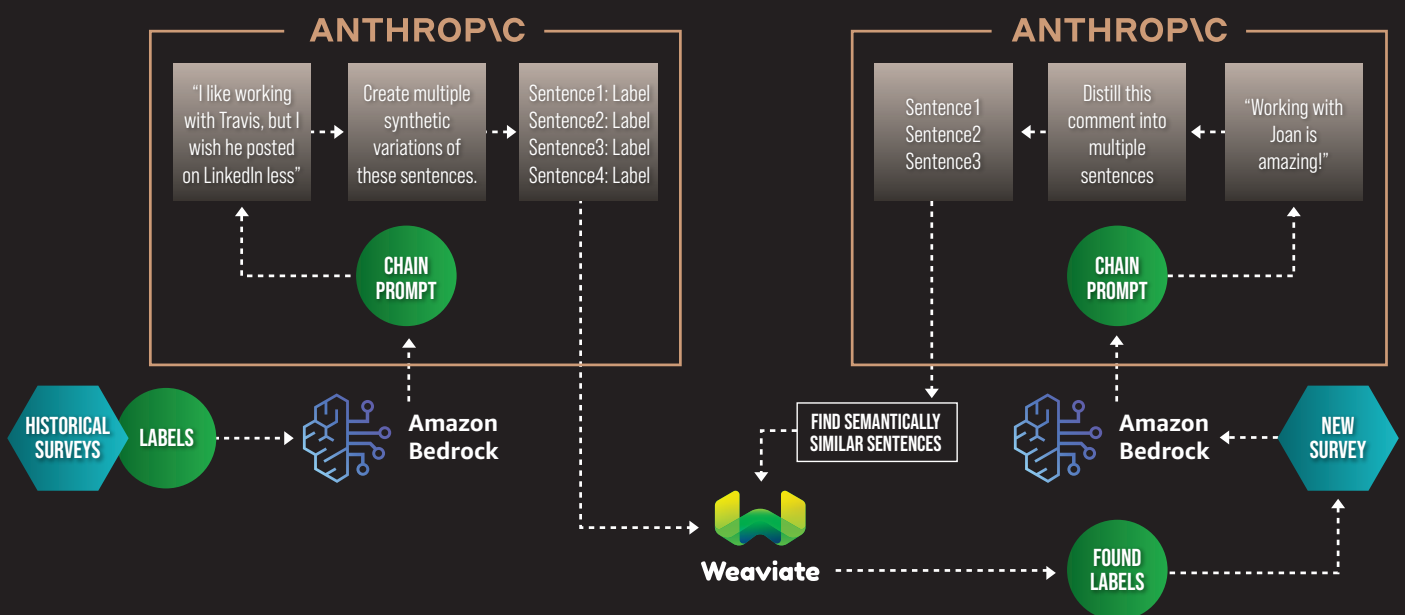 ANTHROP\C
“I like working
with Travis, but I
wish he posted
on LinkedIn less”
Create multiple
synthetic
variations of
these sentences.
Sentence1: Label
Sentence2: Label
Sentence3: Label
Sentence4: Label
CHAIN
PROMPT
HISTORICAL
SURVEYS
LABELS
Amazon
Bedrock
ANTHROP\C
Sentence1
Sentence2
Sentence3
Distill this
comment into
multiple
sentences
“Working with
Joan is
amazing!”
CHAIN
PROMPT
FIND SEMANTICALLY
SIMILAR SENTENCES
Amazon
Bedrock
NEW
SURVEY
Weaviate
FOUND
LABELS